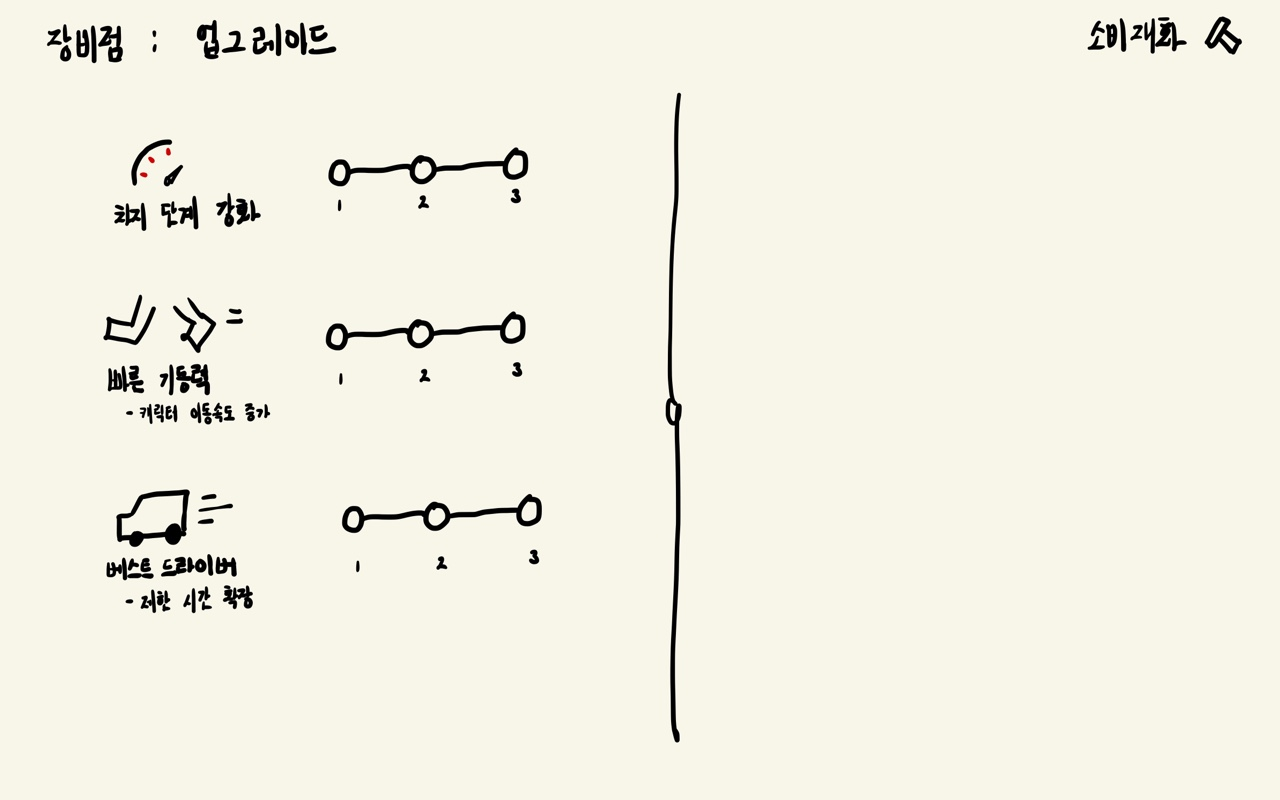 장비점 : 업그레이드
소비재화
차지 단계 강화
1 2 3
빠른 기동력
- 캐릭터 이동속도 증가
1 2 3
베스트 드라이버
- 제한 시간 확장
1 2 3